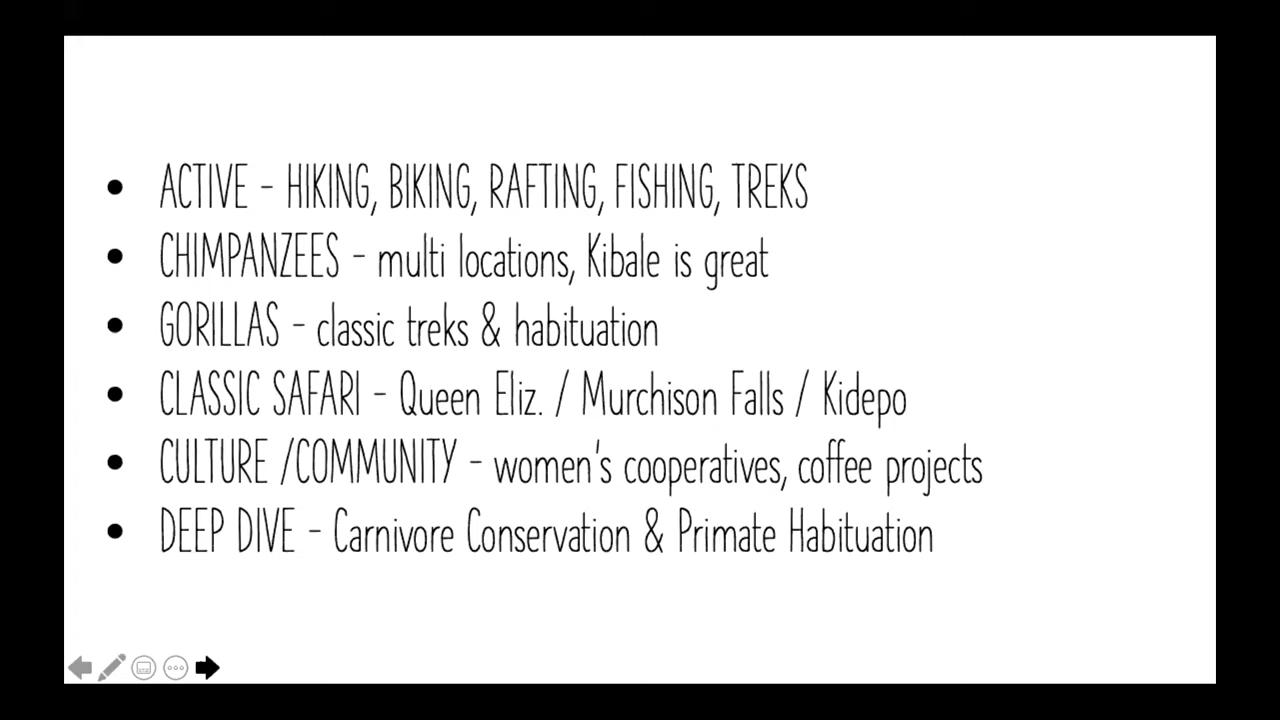 • ACTIVE - HIKING, BIKING, RAFTING, FISHING, TREKS
• CHIMPANZEES - multi locations, Kibale is great
• GORILLAS - classic treks & habituation
• CLASSIC SAFARI - Queen Eliz. / Murchison Falls / Kidepo
• CULTURE /COMMUNITY - women's cooperatives, coffee projects
• DEEP DIVE - Carnivore Conservation & Primate Habituation